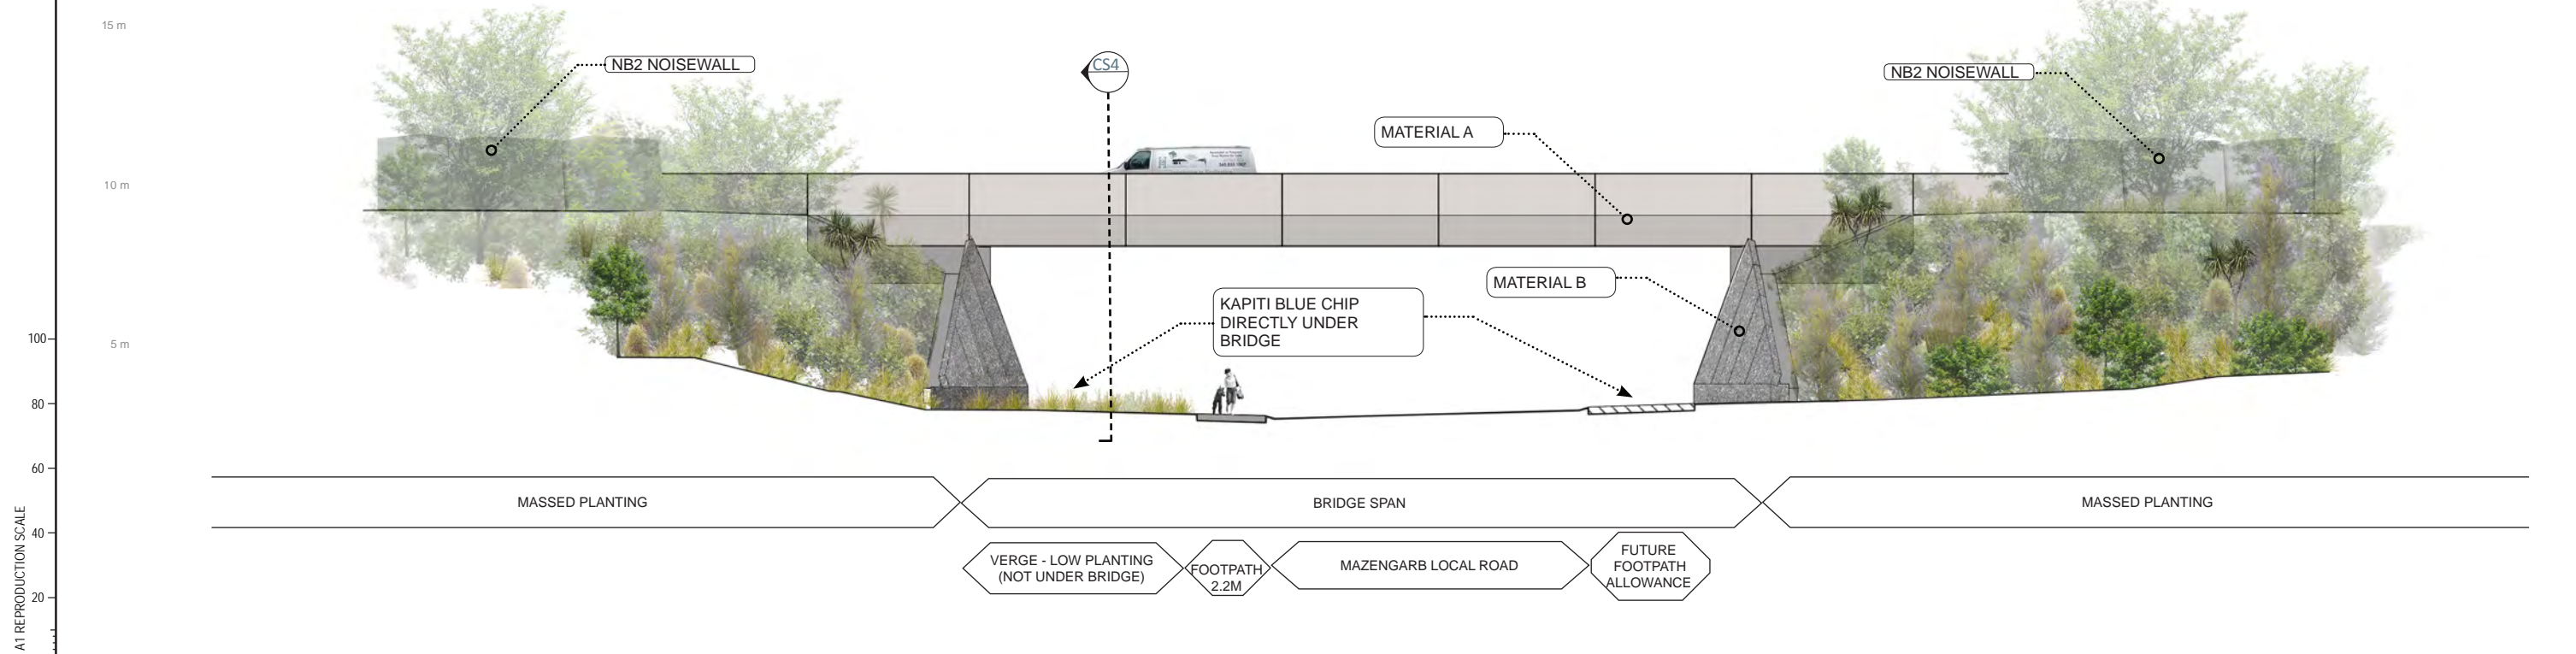 15 m
NB2 NOISEWALL
CS4
NB2 NOISEWALL
MATERIAL A
10 m
MATERIAL B
KAPITI BLUE CHIP
DIRECTLY UNDER
BRIDGE
5 m
100
80
60
40
20
A1 REPRODUCTION SCALE
MASSED PLANTING
BRIDGE SPAN
MASSED PLANTING
VERGE - LOW PLANTING
(NOT UNDER BRIDGE)
FOOTPATH
2.2M
MAZENGARB LOCAL ROAD
FUTURE
FOOTPATH
ALLOWANCE